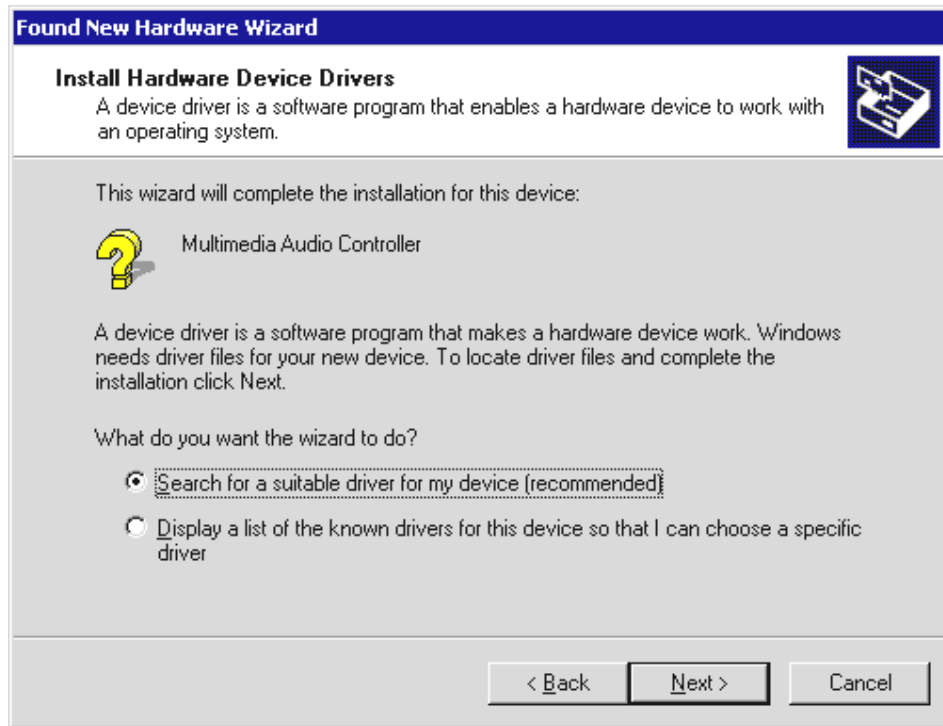 Found New Hardware Wizard
Install Hardware Device Drivers
A device driver is a software program that enables a hardware device to work with
an operating system.
This wizard will complete the installation for this device:
Multimedia Audio Controller
A device driver is a software program that makes a hardware device work. Windows
needs driver files for your new device. To locate driver files and complete the
installation click Next.
What do you want the wizard to do?
Search for a suitable driver for my device (recommended)
Display a list of the known drivers for this device so that I can choose a specific
driver
< Back Next > Cancel